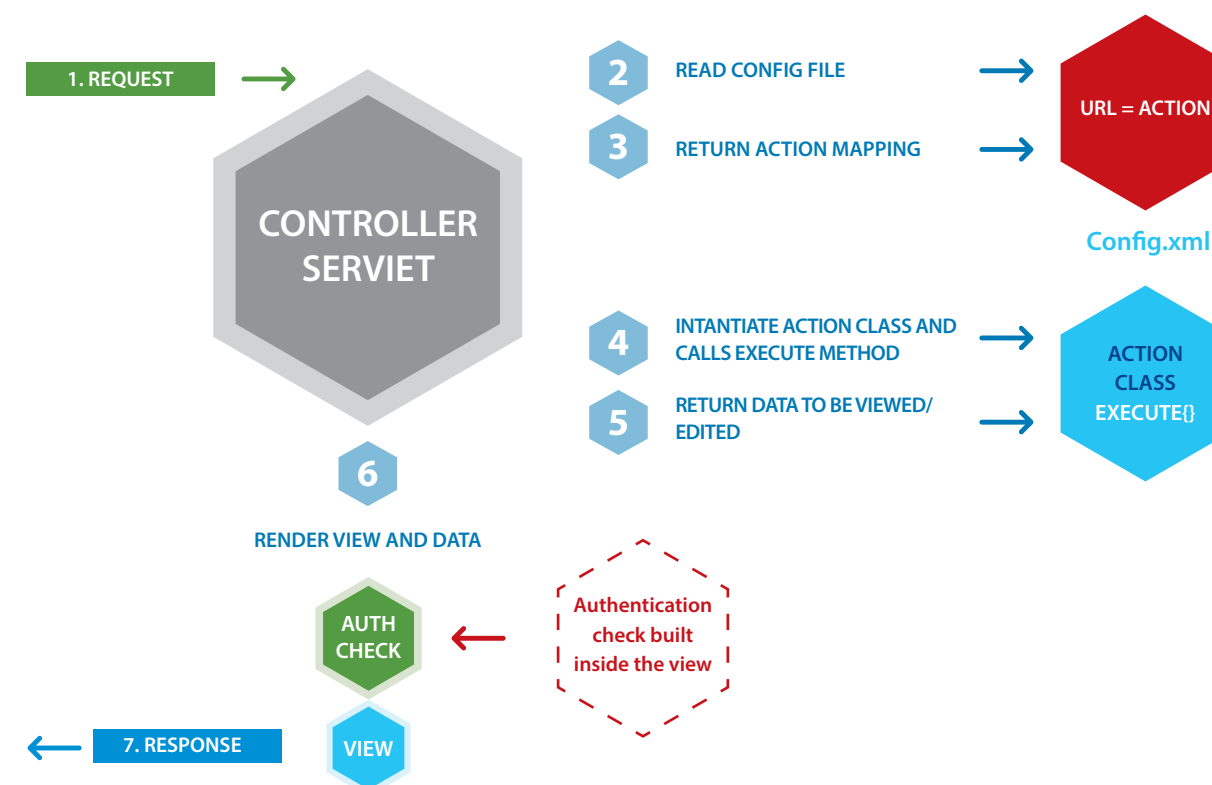 1. REQUEST
CONTROLLER
SERVIET
2
READ CONFIG FILE
3
RETURN ACTION MAPPING
URL = ACTION
Config.xml
4
INTANTIATE ACTION CLASS AND
CALLS EXECUTE METHOD
5
RETURN DATA TO BE VIEWED/
EDITED
ACTION
CLASS
EXECUTE{}
6
RENDER VIEW AND DATA
AUTH
CHECK
Authentication
check built
inside the view
VIEW
7. RESPONSE